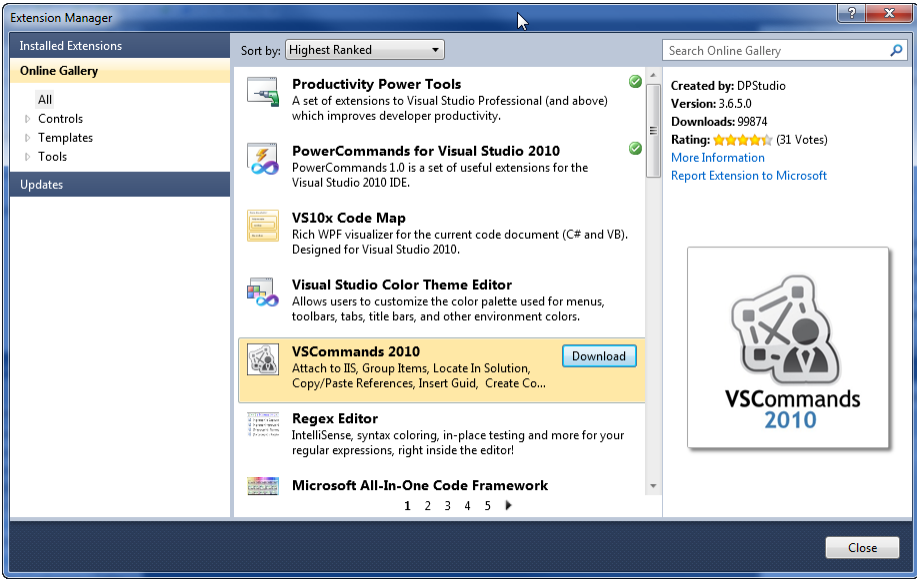 Extension Manager
?
Installed Extensions
Online Gallery
All
Controls
Templates
Tools
Updates
Sort by: Highest Ranked
Productivity Power Tools
A set of extensions to Visual Studio Professional (and above)
which improves developer productivity.
PowerCommands for Visual Studio 2010
PowerCommands 1.0 is a set of useful extensions for the
Visual Studio 2010 IDE.
VS10x Code Map
Rich WPF visualizer for the current code document (C# and VB).
Designed for Visual Studio 2010.
Visual Studio Color Theme Editor
Allows users to customize the color palette used for menus,
toolbars, tabs, title bars, and other environment colors.
VSCommands 2010
Attach to IIS, Group Items, Locate In Solution,
Copy/Paste References, Insert Guid, Create Co...
Download
Regex Editor
IntelliSense, syntax coloring, in-place testing and more for your
regular expressions, right inside the editor!
Microsoft All-In-One Code Framework
1 2 3 4 5
Search Online Gallery
Created by: DPStudio
Version: 3.6.5.0
Downloads: 99874
Rating: (31 Votes)
More Information
Report Extension to Microsoft
VSCommands
2010
Close